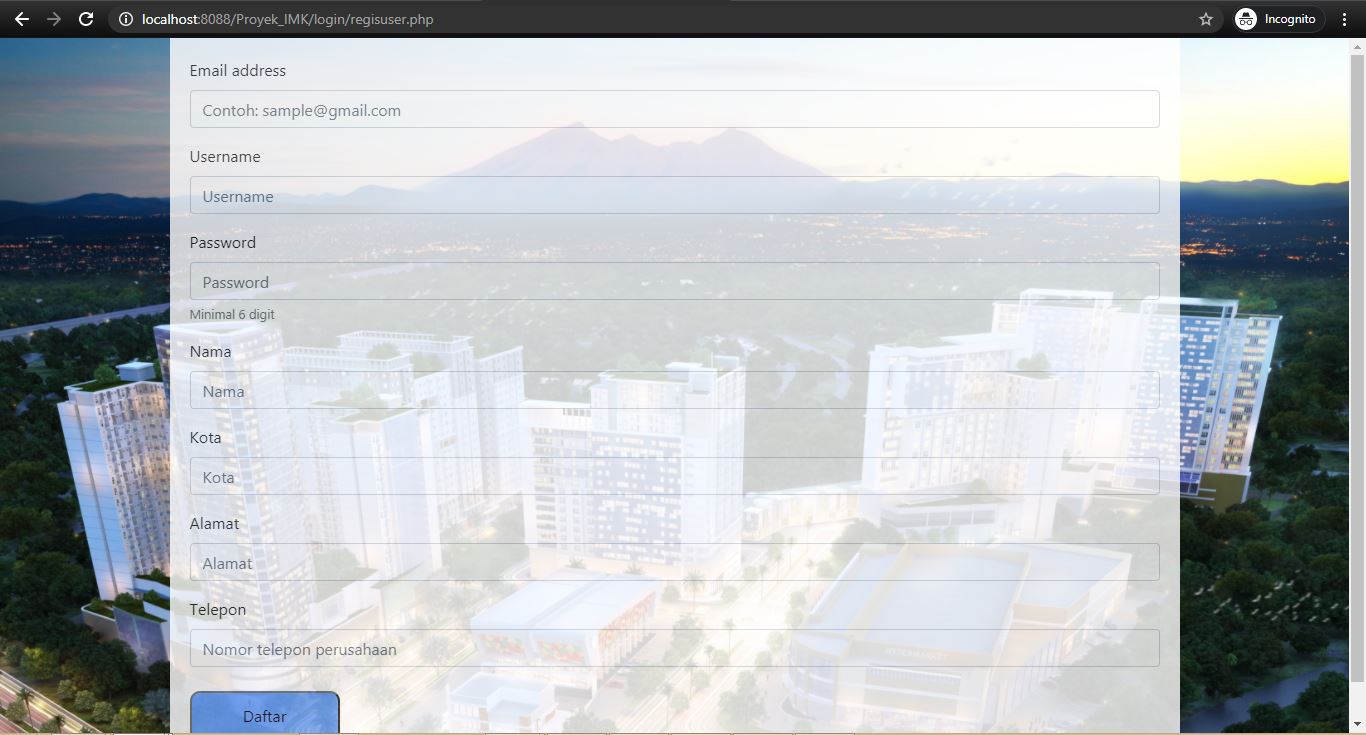 localhost:8088/Proyek_IMK/login/regisuser.php
Incognito
Email address
Contoh: sample@gmail.com
Username
Username
Password
Password
Minimal 6 digit
Nama
Nama
Kota
Kota
Alamat
Alamat
Telepon
Nomor telepon perusahaan
HYPERMARKET
Daftar